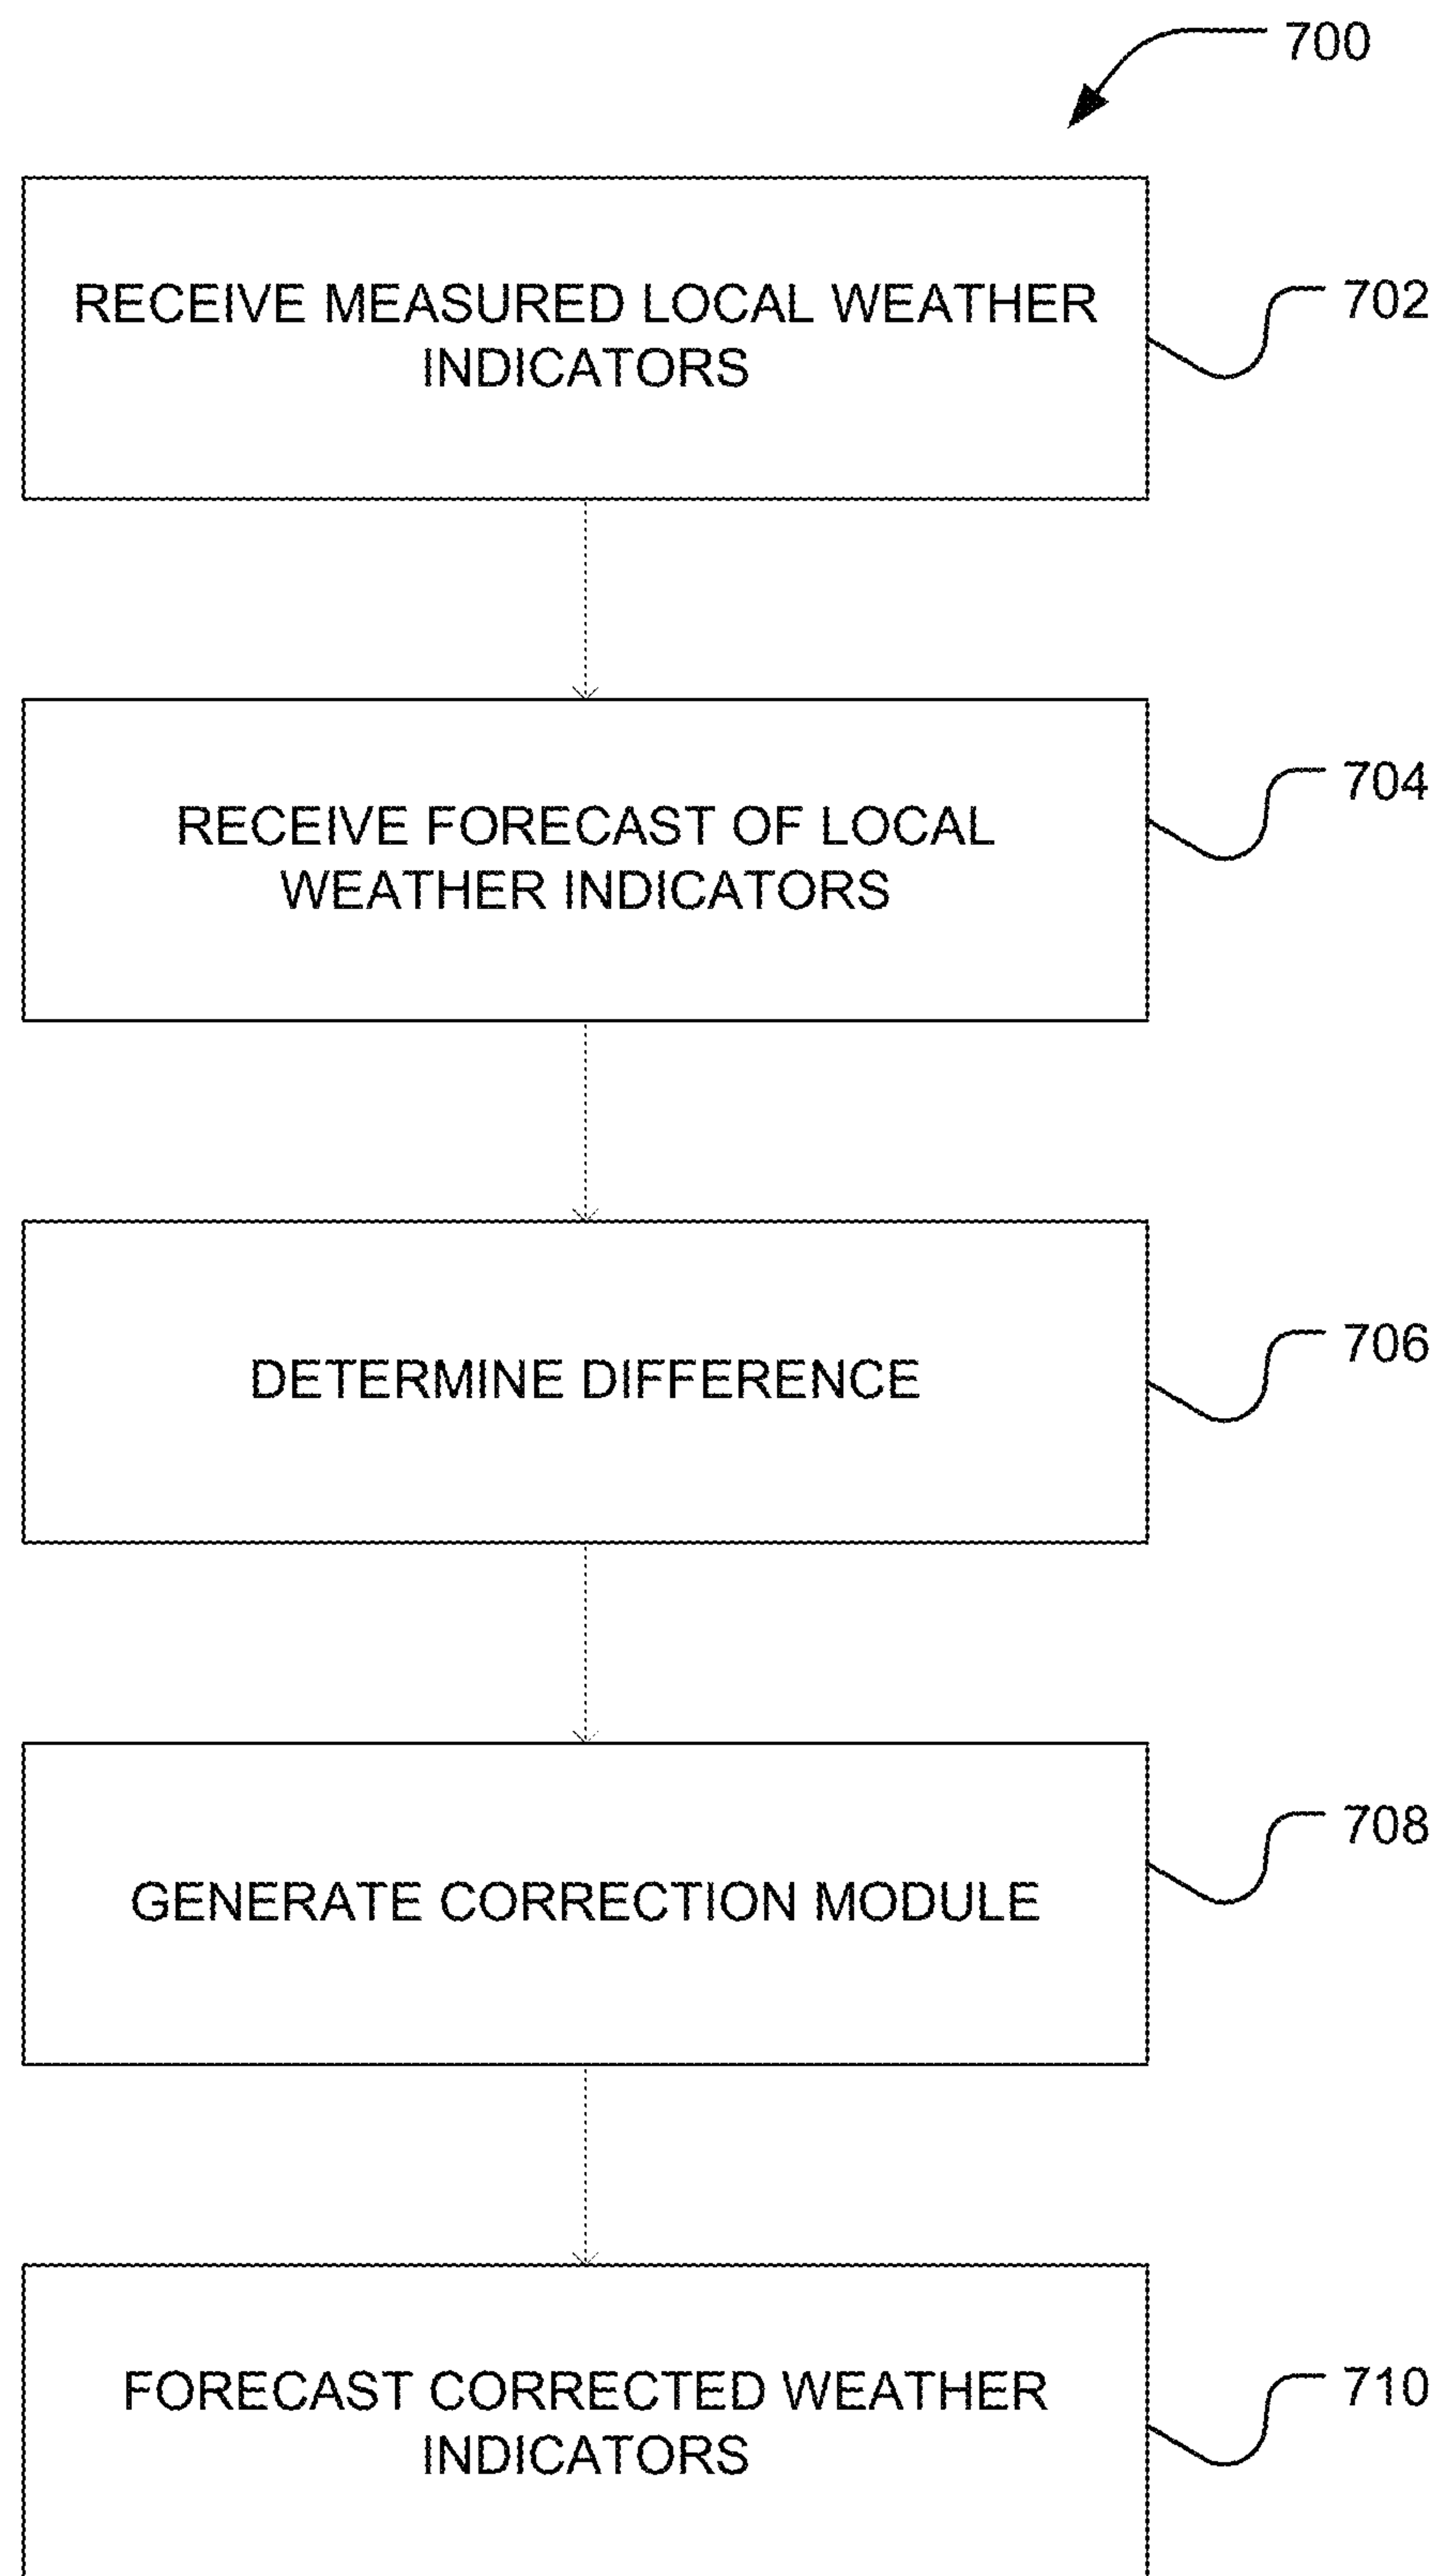 700
RECEIVE MEASURED LOCAL WEATHER
INDICATORS
702
RECEIVE FORECAST OF LOCAL
WEATHER INDICATORS
704
DETERMINE DIFFERENCE
706
GENERATE CORRECTION MODULE
708
FORECAST CORRECTED WEATHER
INDICATORS
710